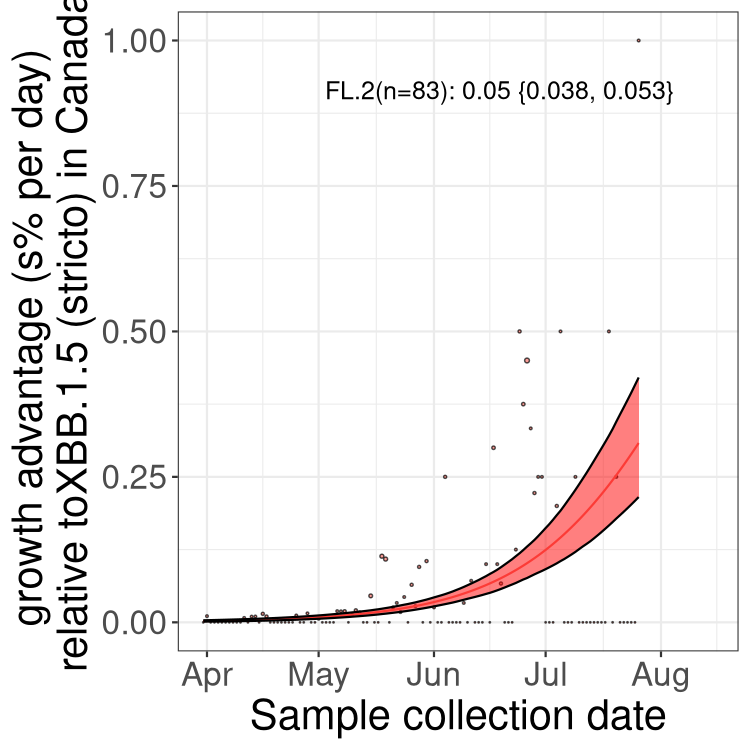 growth advantage (s% per day)
relative toXBB.1.5 (stricto) in Canada
1.00
0.75
0.50
0.25
0.00
FL.2(n=83): 0.05 {0.038, 0.053}
Apr May Jun Jul Aug
Sample collection date